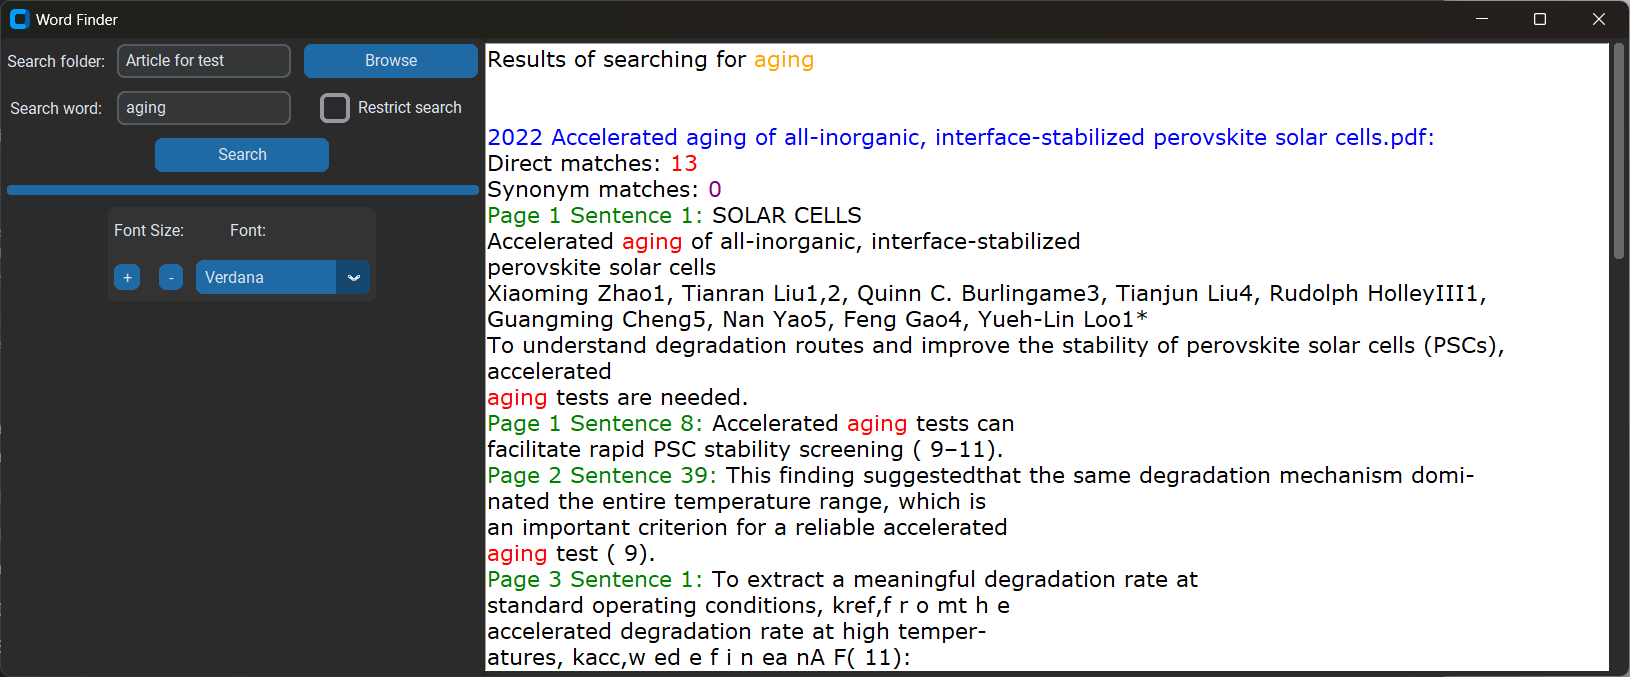 Word Finder
Search folder: Article for test Browse
Search word: aging Restrict search
Search
Font Size: Font:
+ - Verdana
Results of searching for aging
2022 Accelerated aging of all-inorganic, interface-stabilized perovskite solar cells.pdf:
Direct matches: 13
Synonym matches: 0
Page 1 Sentence 1: SOLAR CELLS
Accelerated aging of all-inorganic, interface-stabilized
perovskite solar cells
Xiaoming Zhao1, Tianran Liu1,2, Quinn C. Burlingame3, Tianjun Liu4, Rudolph HolleyIII1,
Guangming Cheng5, Nan Yao5, Feng Gao4, Yueh-Lin Loo1*
To understand degradation routes and improve the stability of perovskite solar cells (PSCs),
accelerated
aging tests are needed.
Page 1 Sentence 8: Accelerated aging tests can
facilitate rapid PSC stability screening ( 9–11).
Page 2 Sentence 39: This finding suggestedthat the same degradation mechanism domi-
nated the entire temperature range, which is
an important criterion for a reliable accelerated
aging test ( 9).
Page 3 Sentence 1: To extract a meaningful degradation rate at
standard operating conditions, kref,f r o mt h e
accelerated degradation rate at high temper-
atures, kacc,w ed e f i n ea nA F( 11):